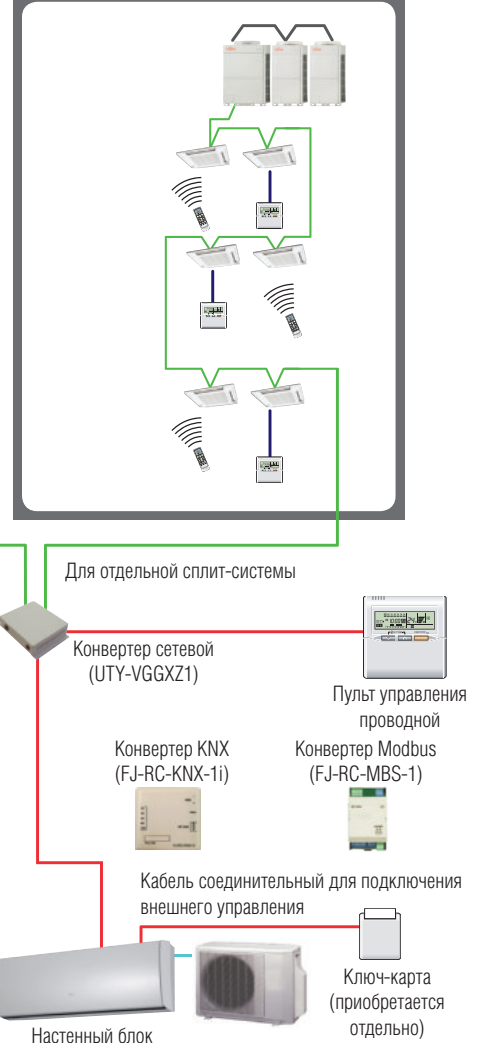 Для отдельной сплит-системы
Конвертер сетевой
(UTY-VGGXZ1)
Пульт управления
проводной
Конвертер KNX
(FJ-RC-KNX-1i)
Конвертер Modbus
(FJ-RC-MBS-1)
Кабель соединительный для подключения
внешнего управления
Ключ-карта
(приобретается
отдельно)
Настенный блок